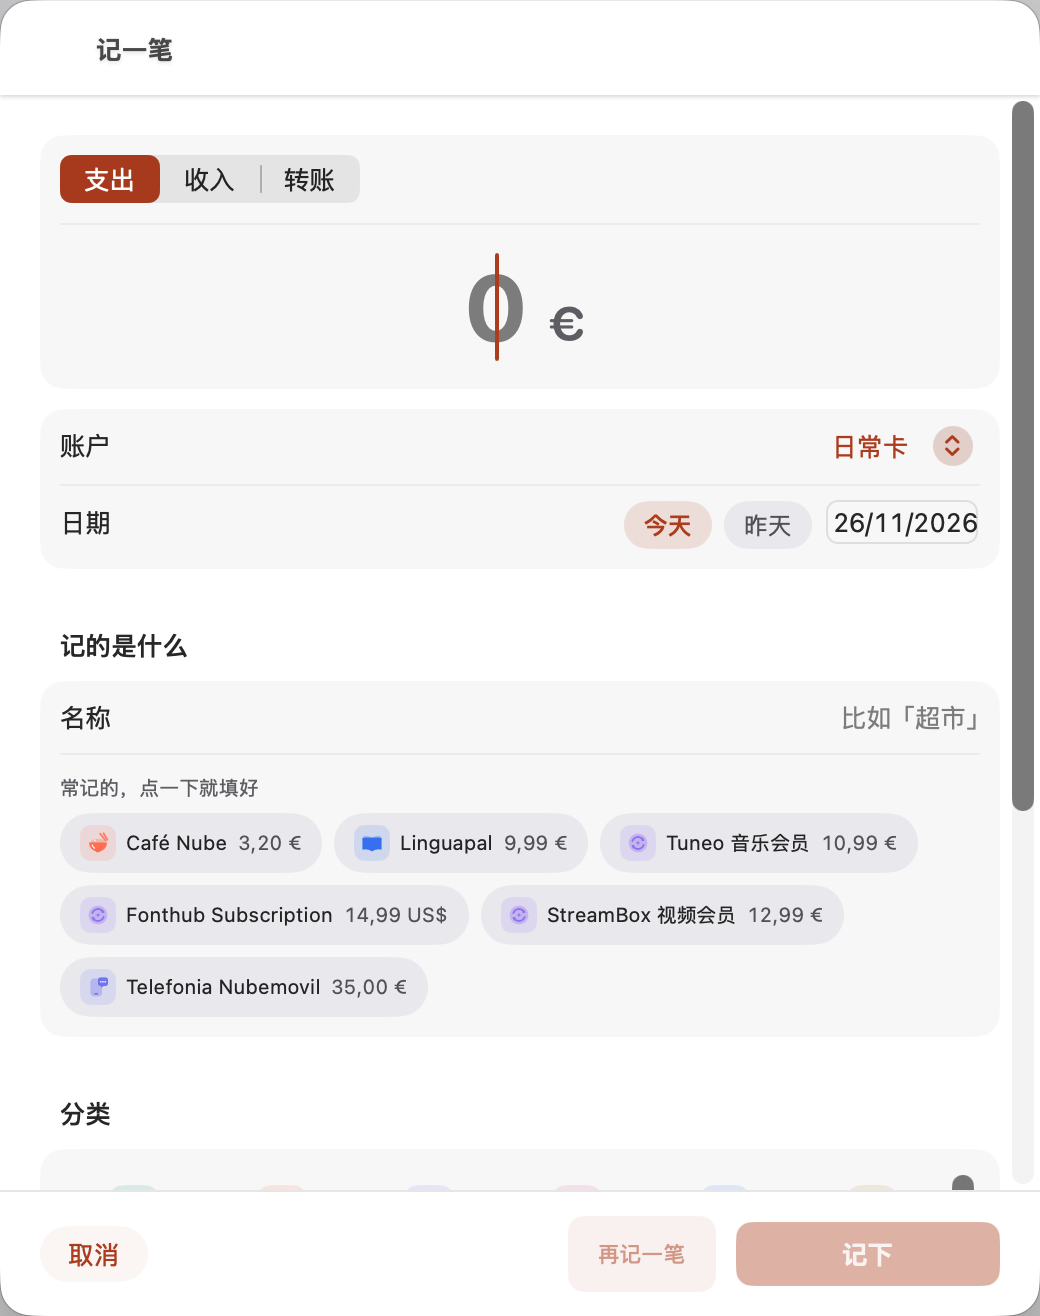 记一笔
支出 收入 转账
0 €
账户 日常卡
日期 今天 昨天 26/11/2026
记的是什么
名称 比如「超市」
常记的，点一下就填好
Café Nube 3,20 € Linguapal 9,99 € Tuneo 音乐会员 10,99 €
Fonthub Subscription 14,99 US$ StreamBox 视频会员 12,99 €
Telefonia Nubemovil 35,00 €
分类
取消 再记一笔 记下